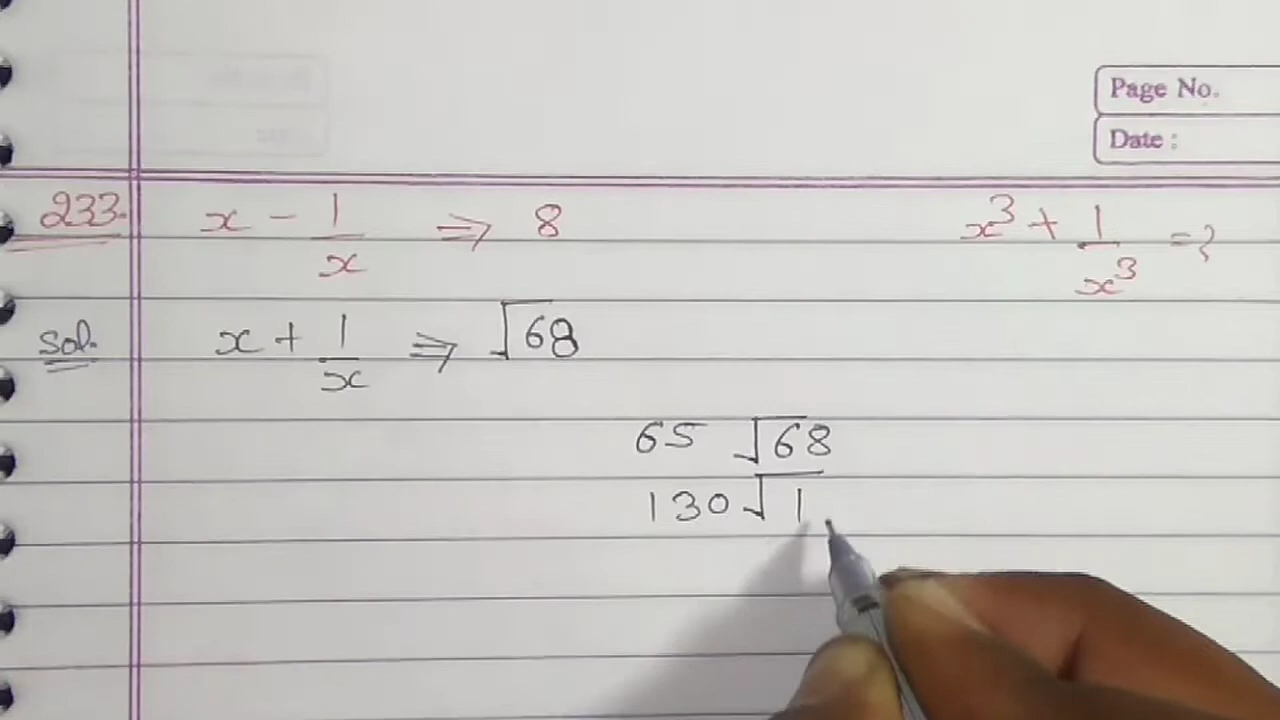 Page No.
Date :
233. x - 1/x ⇒ 8 x³ + 1/x³ = ?
Sol. x + 1/x ⇒ √68
65 √68
130 √1